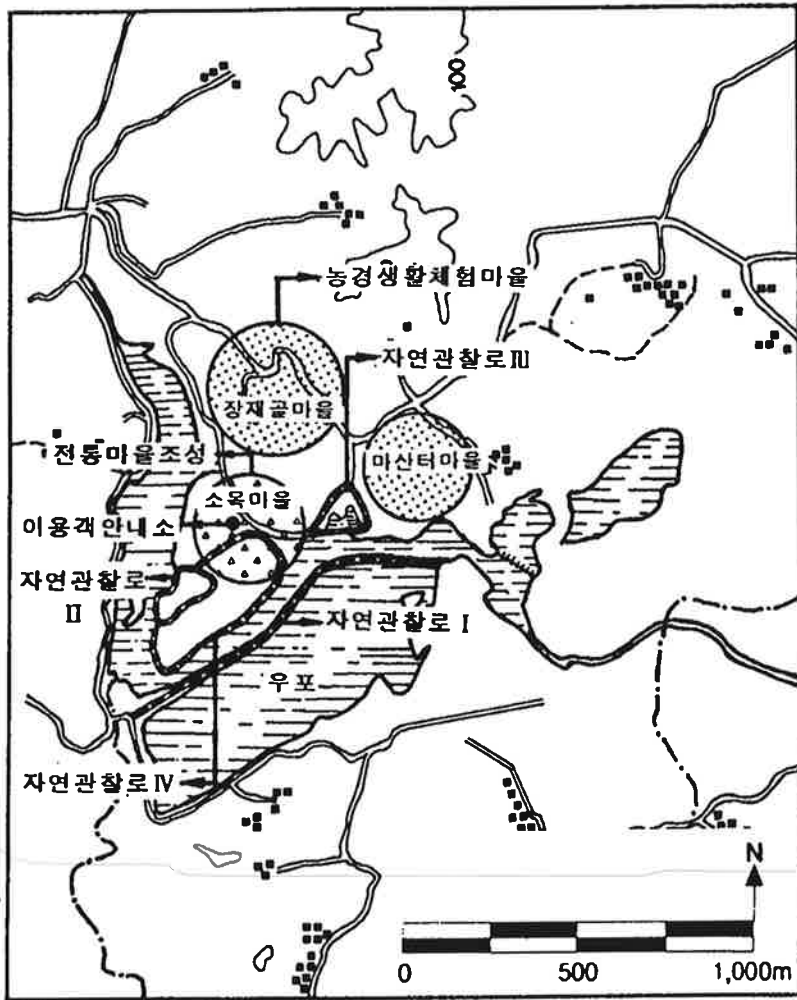 100
농경생활체험마을
자연관찰로Ⅲ
장재골마을
전통마을조성
마산터마을
소목마을
이용객안내소
자연관찰로
Ⅱ
자연관찰로Ⅰ
우포
자연관찰로Ⅳ
N
0 500 1,000m